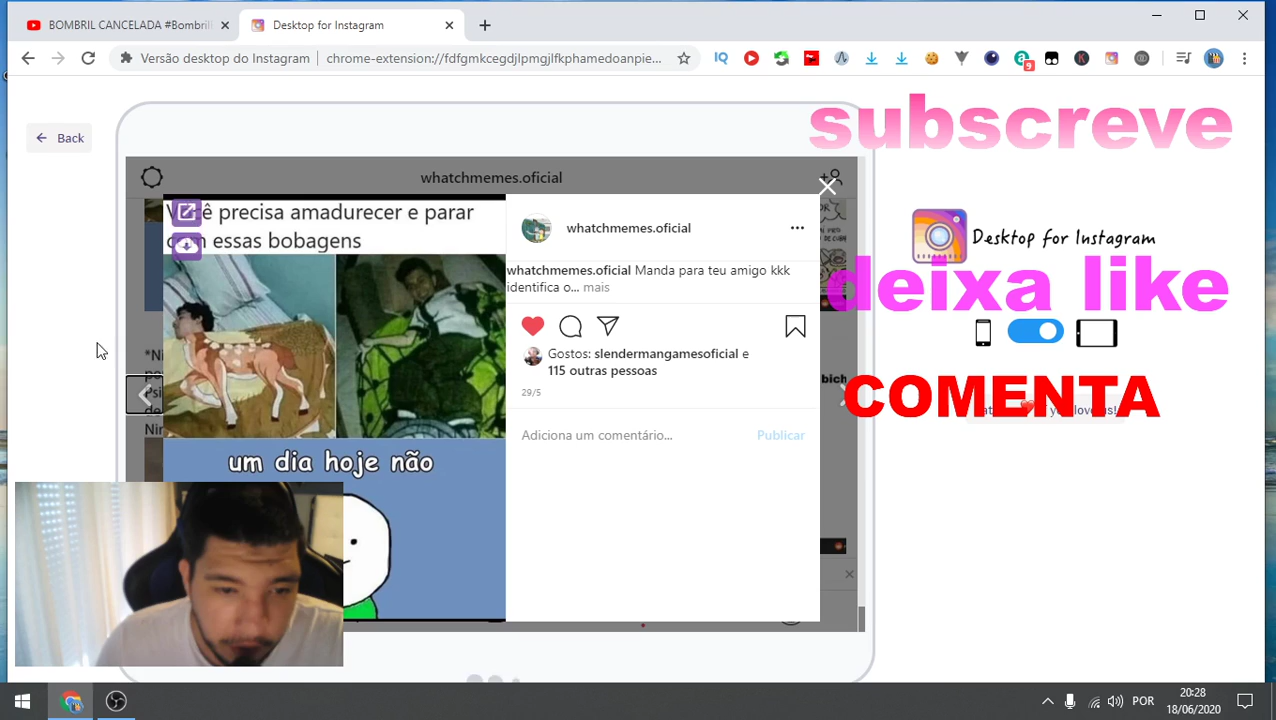 BOMBRIL CANCELADA #Bombril
Desktop for Instagram
Versão desktop do Instagram
chrome-extension://fdfgmkcegdjlpmgjlfkphamedoanpie...
IQ
9
K
Back
subscreve
whatchmemes.oficial
precisa amadurecer e parar
essas bobagens
whatchmemes.oficial
whatchmemes.oficial Manda para teu amigo kkk
identifica o... mais
Desktop for Instagram
deixa like
Gostos: slendermangamesoficial e
115 outras pessoas
29/5
COMENTA
Adiciona um comentário...
Publicar
um dia hoje não
POR
20:28
18/06/2020